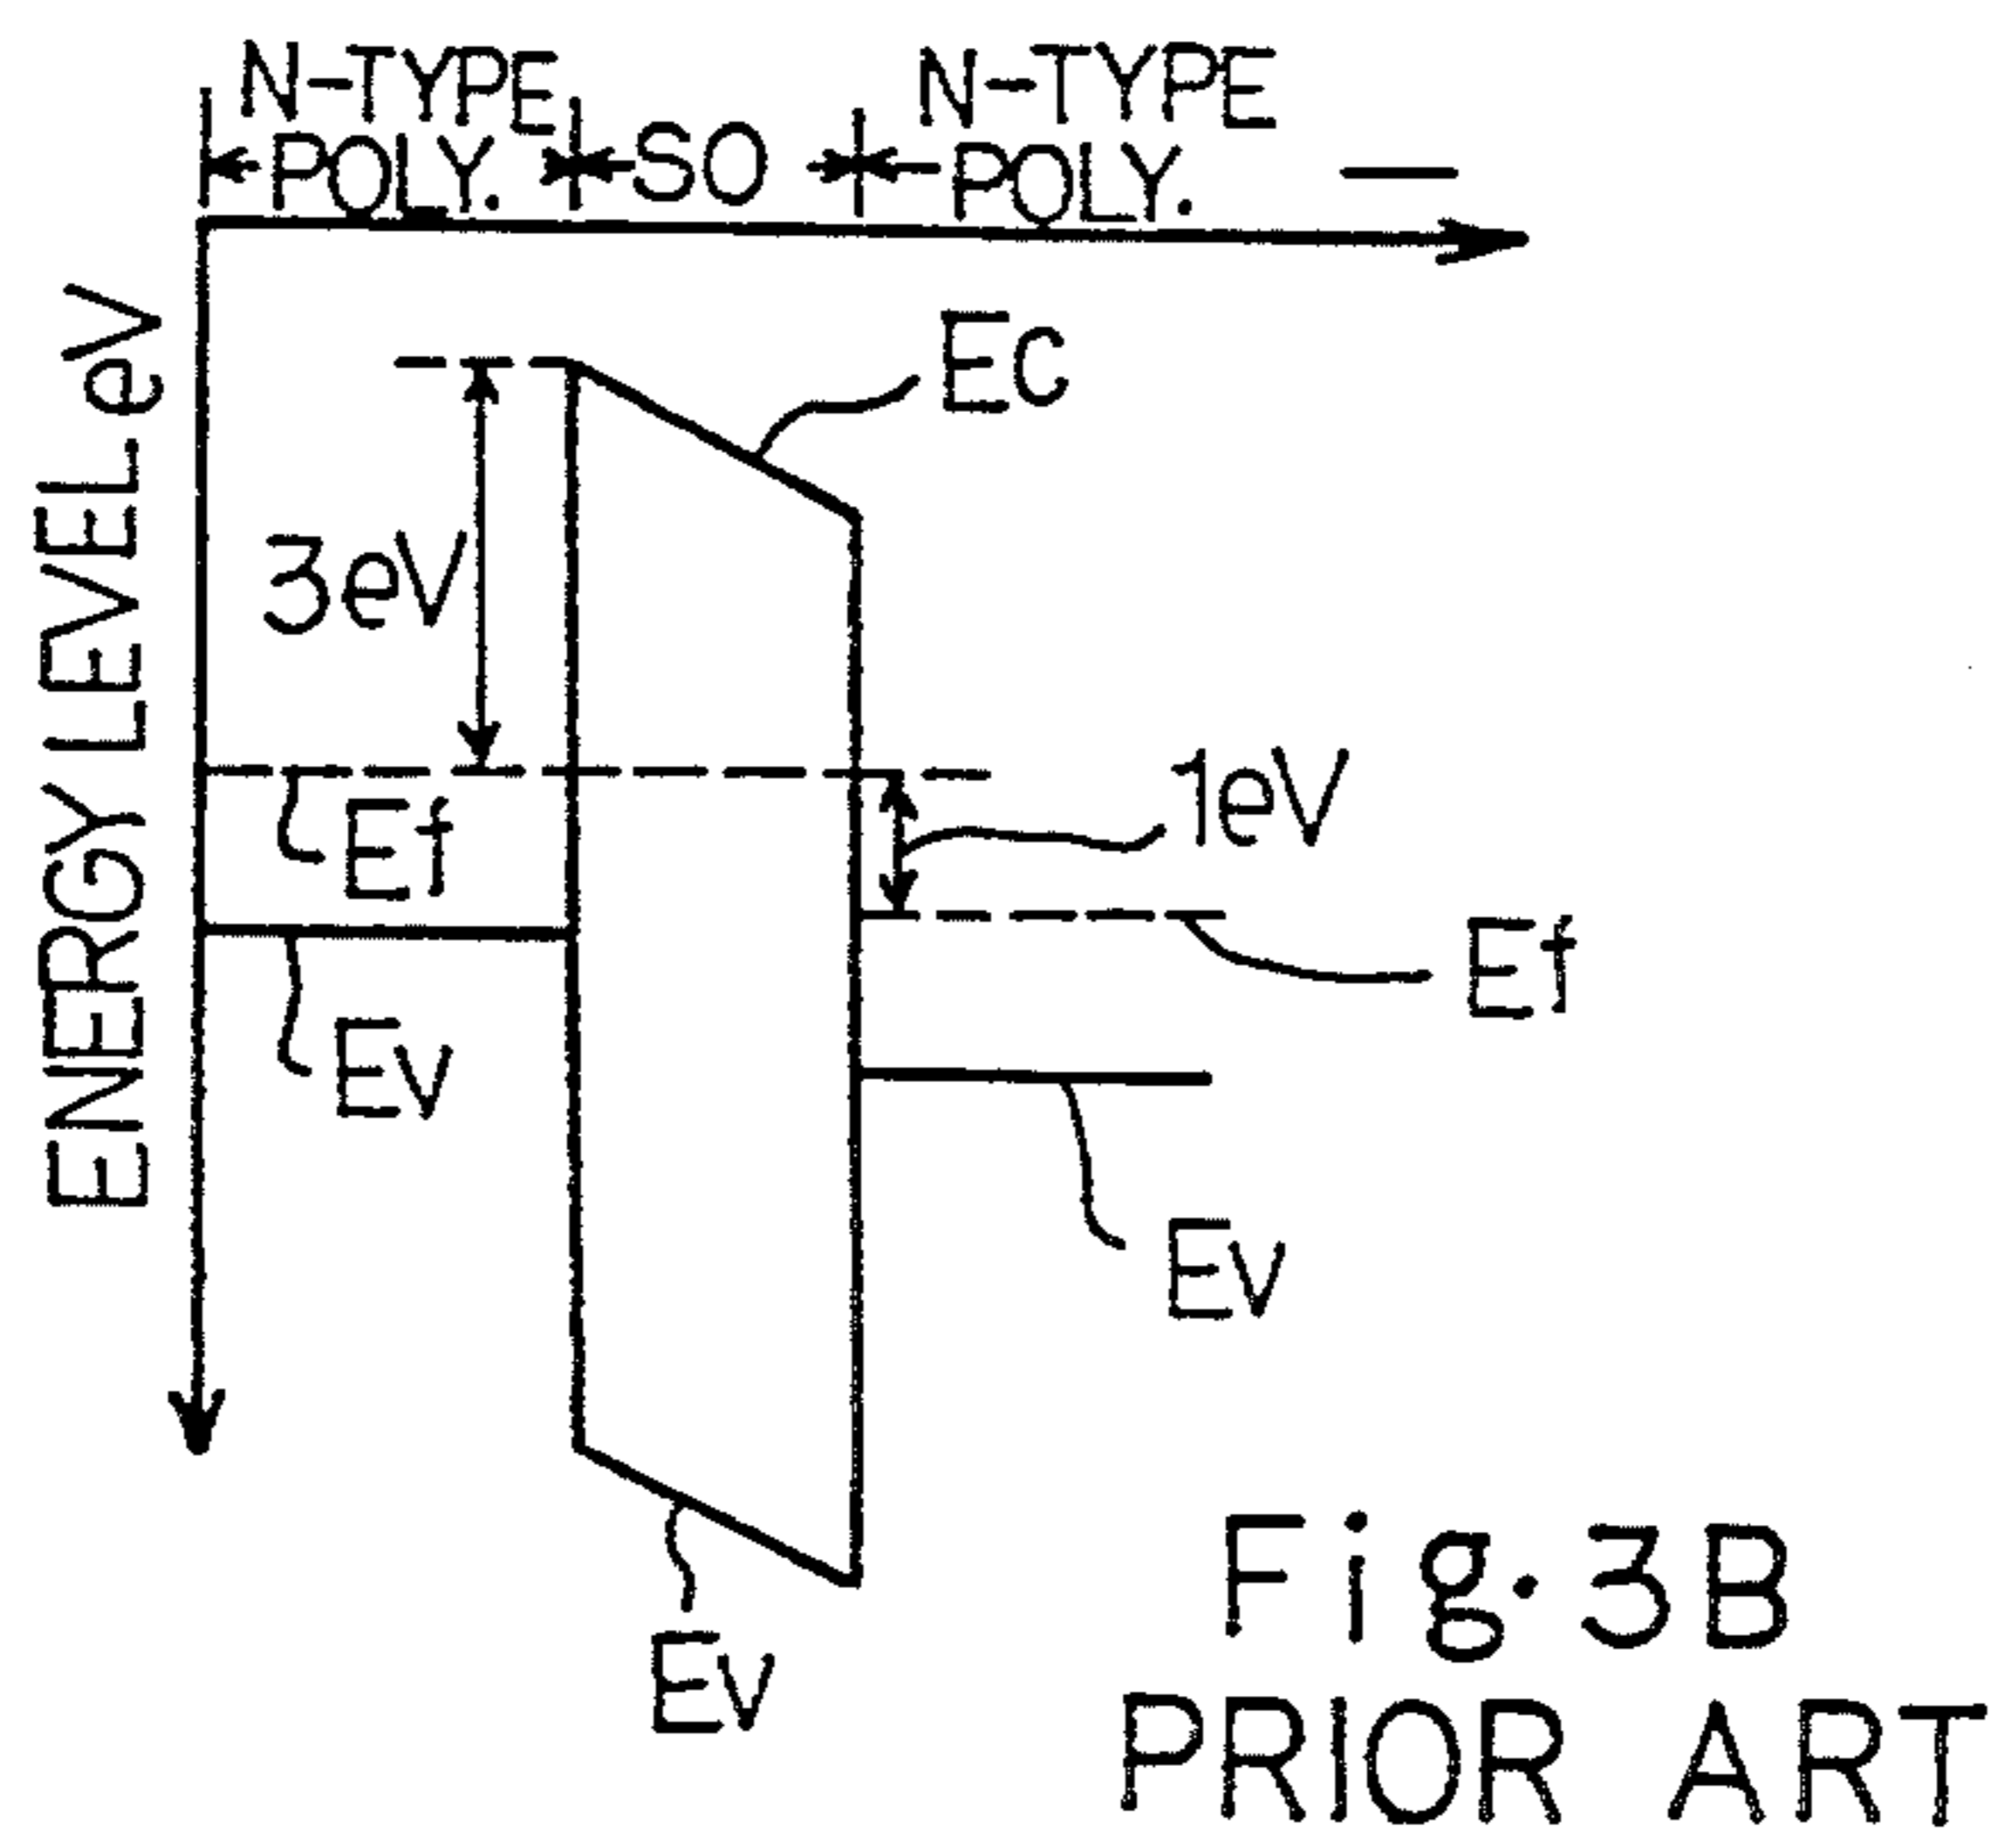 N-TYPE
POLY.
SO
N-TYPE
POLY.
ENERGY LEVEL eV
EC
3eV
1eV
Ef
Ef
Ev
Ev
Ev
Fig. 3B
PRIOR ART